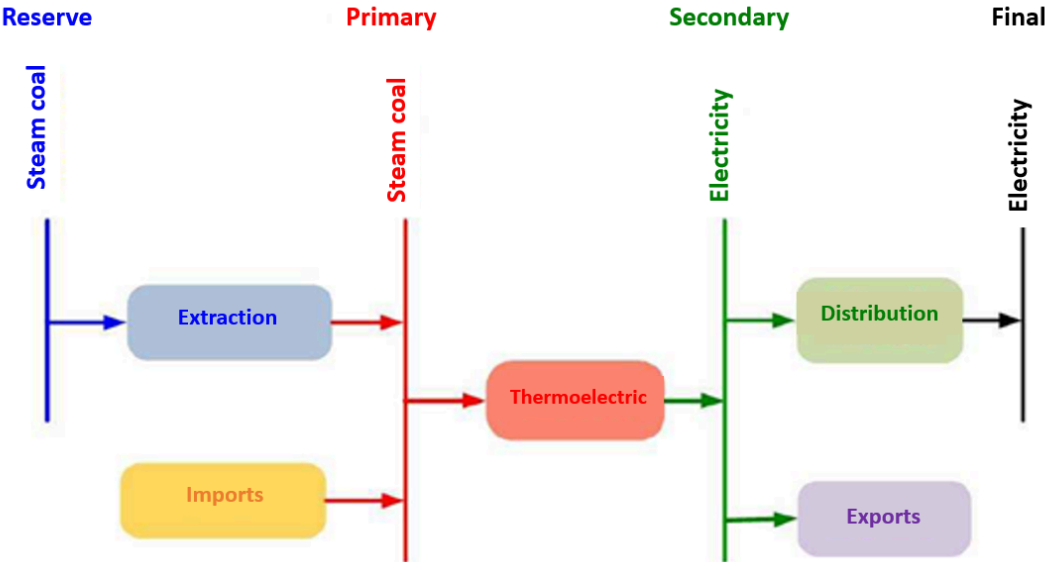 Reserve
Primary
Secondary
Final
Steam coal
Steam coal
Electricity
Electricity
Extraction
Distribution
Thermoelectric
Imports
Exports